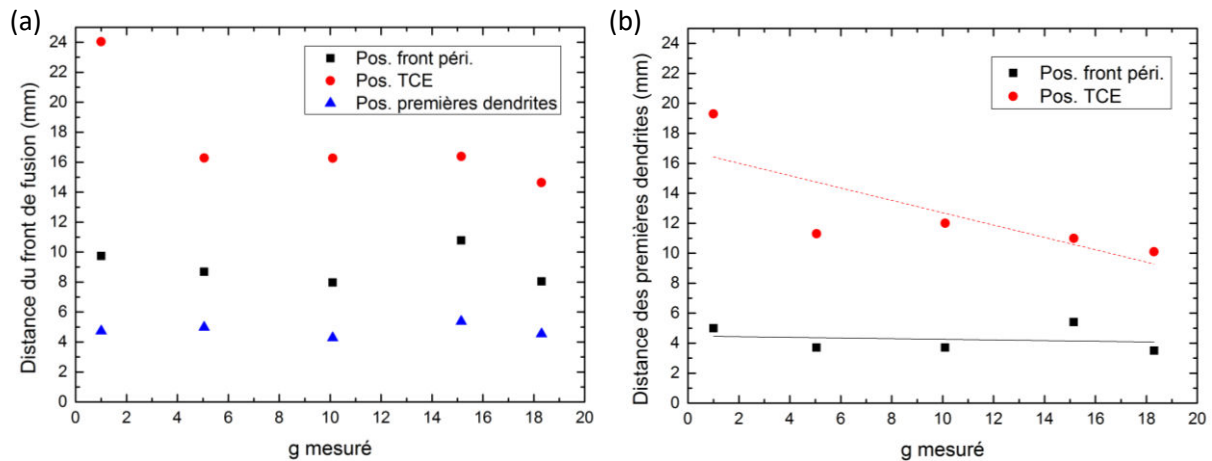 (a)
Distance du front de fusion (mm)
24
22
20
18
16
14
12
10
8
6
4
2
0
Pos. front péri.
Pos. TCE
Pos. premières dendrites
0 2 4 6 8 10 12 14 16 18 20
g mesuré
(b)
Distance des premières dendrites (mm)
24
22
20
18
16
14
12
10
8
6
4
2
0
Pos. front péri.
Pos. TCE
0 2 4 6 8 10 12 14 16 18 20
g mesuré